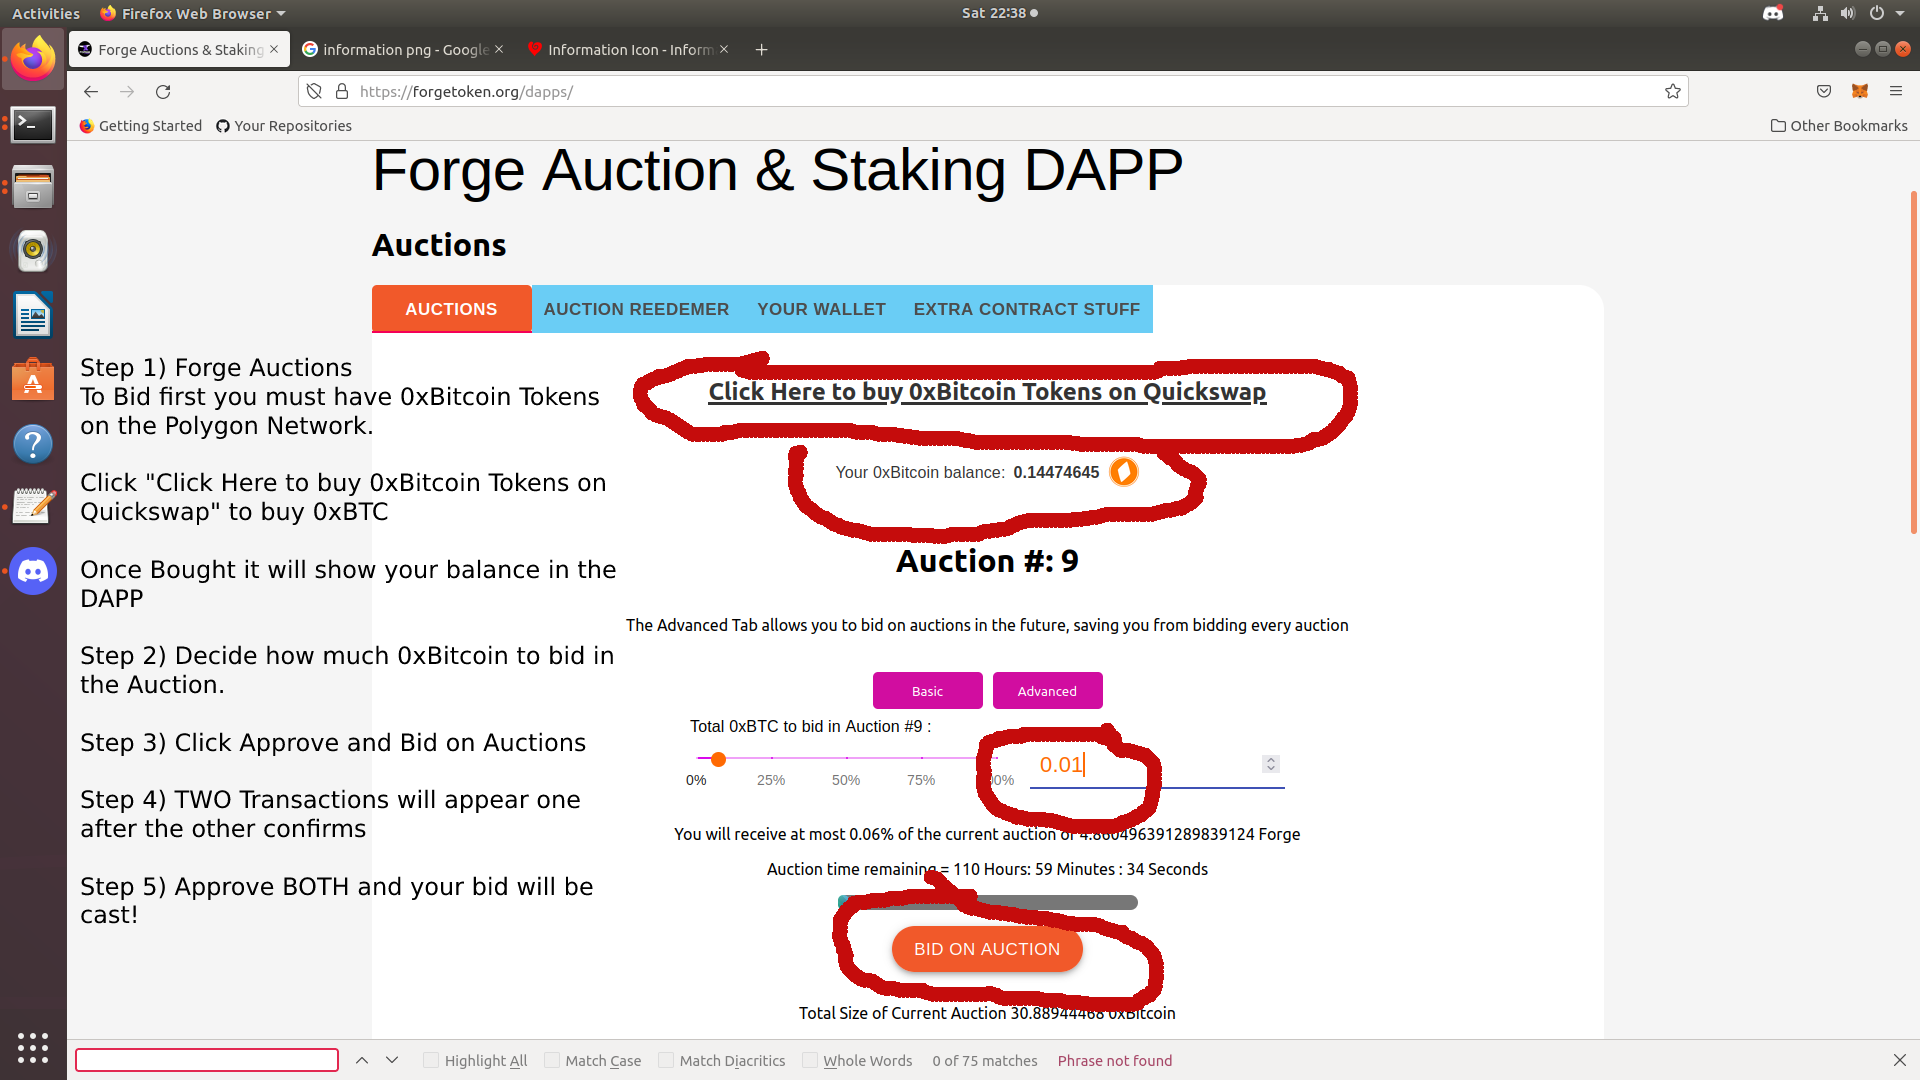 Activities
Firefox Web Browser
Sat 22:38
Forge Auctions & Staking
information png - Google
Information Icon - Inform
https://forgetoken.org/dapps/
Getting Started
Your Repositories
Other Bookmarks
Forge Auction & Staking DAPP
Auctions
AUCTIONS
AUCTION REEDEMER
YOUR WALLET
EXTRA CONTRACT STUFF
Step 1) Forge Auctions
To Bid first you must have 0xBitcoin Tokens
on the Polygon Network.
Click "Click Here to buy 0xBitcoin Tokens on
Quickswap" to buy 0xBTC
Once Bought it will show your balance in the
DAPP
Step 2) Decide how much 0xBitcoin to bid in
the Auction.
Step 3) Click Approve and Bid on Auctions
Step 4) TWO Transactions will appear one
after the other confirms
Step 5) Approve BOTH and your bid will be
cast!
Click Here to buy 0xBitcoin Tokens on Quickswap
Your 0xBitcoin balance: 0.14474645
Auction #: 9
The Advanced Tab allows you to bid on auctions in the future, saving you from bidding every auction
Basic
Advanced
Total 0xBTC to bid in Auction #9 :
0.01
0%
25%
50%
75%
You will receive at most 0.06% of the current auction of 4.860496391289839124 Forge
Auction time remaining = 110 Hours: 59 Minutes : 34 Seconds
BID ON AUCTION
Total Size of Current Auction 30.88944468 0xBitcoin
Highlight All
Match Case
Match Diacritics
Whole Words
0 of 75 matches
Phrase not found